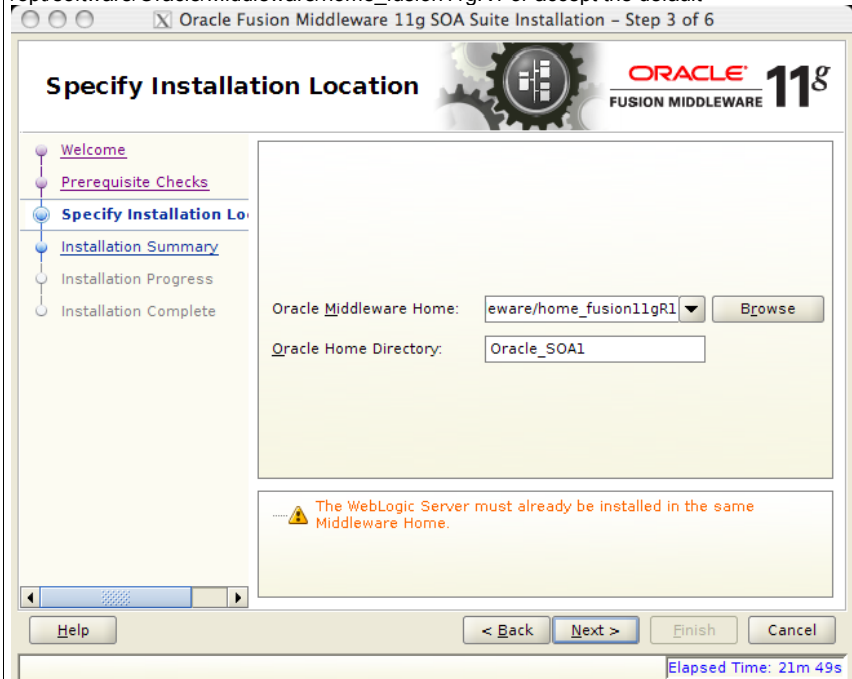 Oracle Fusion Middleware 11g SOA Suite Installation – Step 3 of 6
Specify Installation Location
ORACLE
FUSION MIDDLEWARE 11g
Welcome
Prerequisite Checks
Specify Installation Lo
Installation Summary
Installation Progress
Installation Complete
Oracle Middleware Home: eware/home_fusion11gR1 Browse
Oracle Home Directory: Oracle_SOA1
The WebLogic Server must already be installed in the same
Middleware Home.
Help < Back Next > Finish Cancel
Elapsed Time: 21m 49s